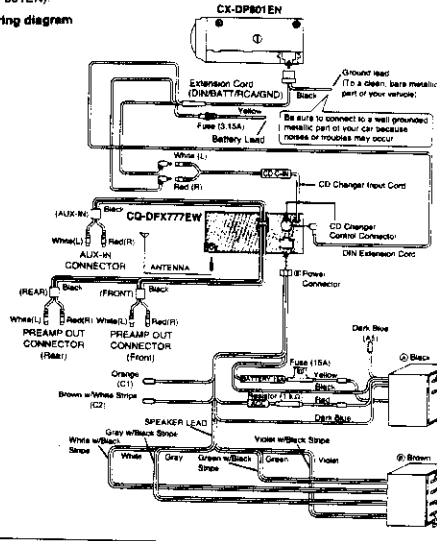 801EN).
ring diagram
CX-DP801EN
Extension Cord
(DIN/BATT/RCA/GND)
Black
Ground lead
(To a clean, bare metallic
part of your vehicle)
Yellow
Fuse (3.15A)
Battery Lead
Be sure to connect to a well grounded
metallic part of your car because
noises or troubles may occur
White (L)
Red (R)
CD Changer Input Cord
Black
(AUX-IN)
CQ-DFX777EW
White(L)
Red(R)
AUX-IN
CONNECTOR
ANTENNA
CD Changer
Control Connector
DIN Extension Cord
Power
Connector
(REAR)
Black
(FRONT)
Black
White(L)
Red(R)
White(L)
Red(R)
PREAMP OUT
CONNECTOR
(Rear)
PREAMP OUT
CONNECTOR
(Front)
Dark Blue
(A5)
A Black
Fuse (15A)
Orange
(C1)
BATTERY 15A
Yellow
Black
Brown w/White Stripe
(C2)
Resistor (1 kΩ)
ACC
Red
Dark Blue
SPEAKER LEAD
Gray w/Black Stripe
Violet w/Black Stripe
White w/Black
Stripe
B Brown
White
Gray
Green w/Black
Stripe
Green
Violet